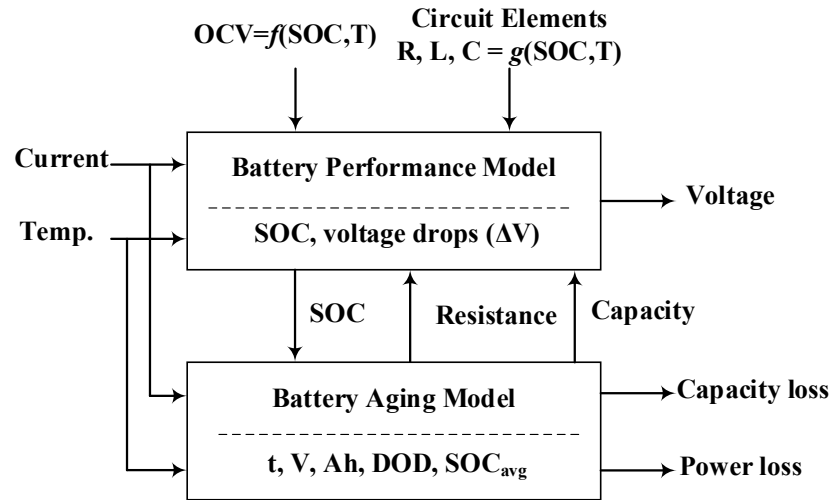 OCV=f(SOC,T)
Circuit Elements
R, L, C = g(SOC,T)
Current
Battery Performance Model
Voltage
Temp.
SOC, voltage drops (ΔV)
SOC
Resistance
Capacity
Battery Aging Model
Capacity loss
t, V, Ah, DOD, SOCavg
Power loss